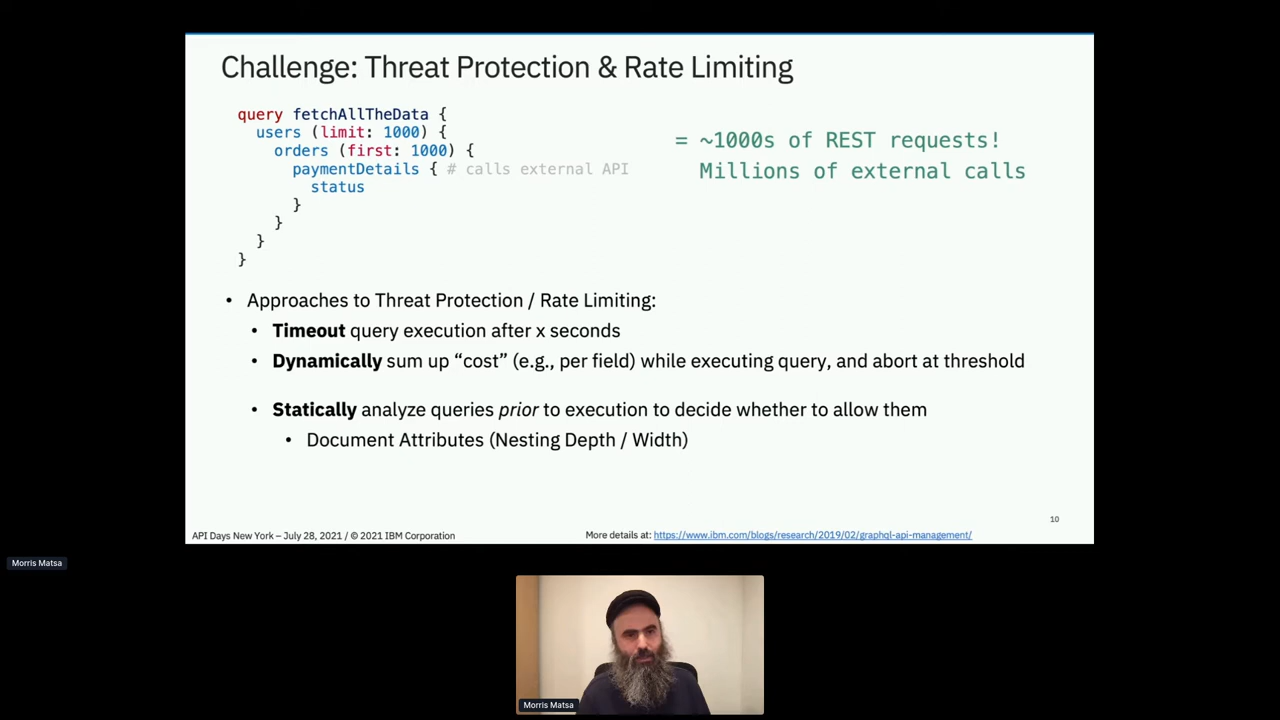 Challenge: Threat Protection & Rate Limiting
query fetchAllTheData {
users (limit: 1000) {
orders (first: 1000) {
paymentDetails { # calls external API
status
}
}
}
}
= ~1000s of REST requests!
Millions of external calls
• Approaches to Threat Protection / Rate Limiting:
• Timeout query execution after x seconds
• Dynamically sum up “cost” (e.g., per field) while executing query, and abort at threshold
• Statically analyze queries prior to execution to decide whether to allow them
• Document Attributes (Nesting Depth / Width)
10
API Days New York – July 28, 2021 / © 2021 IBM Corporation
More details at: https://www.ibm.com/blogs/research/2019/02/graphql-api-management/
Morris Matsa
Morris Matsa